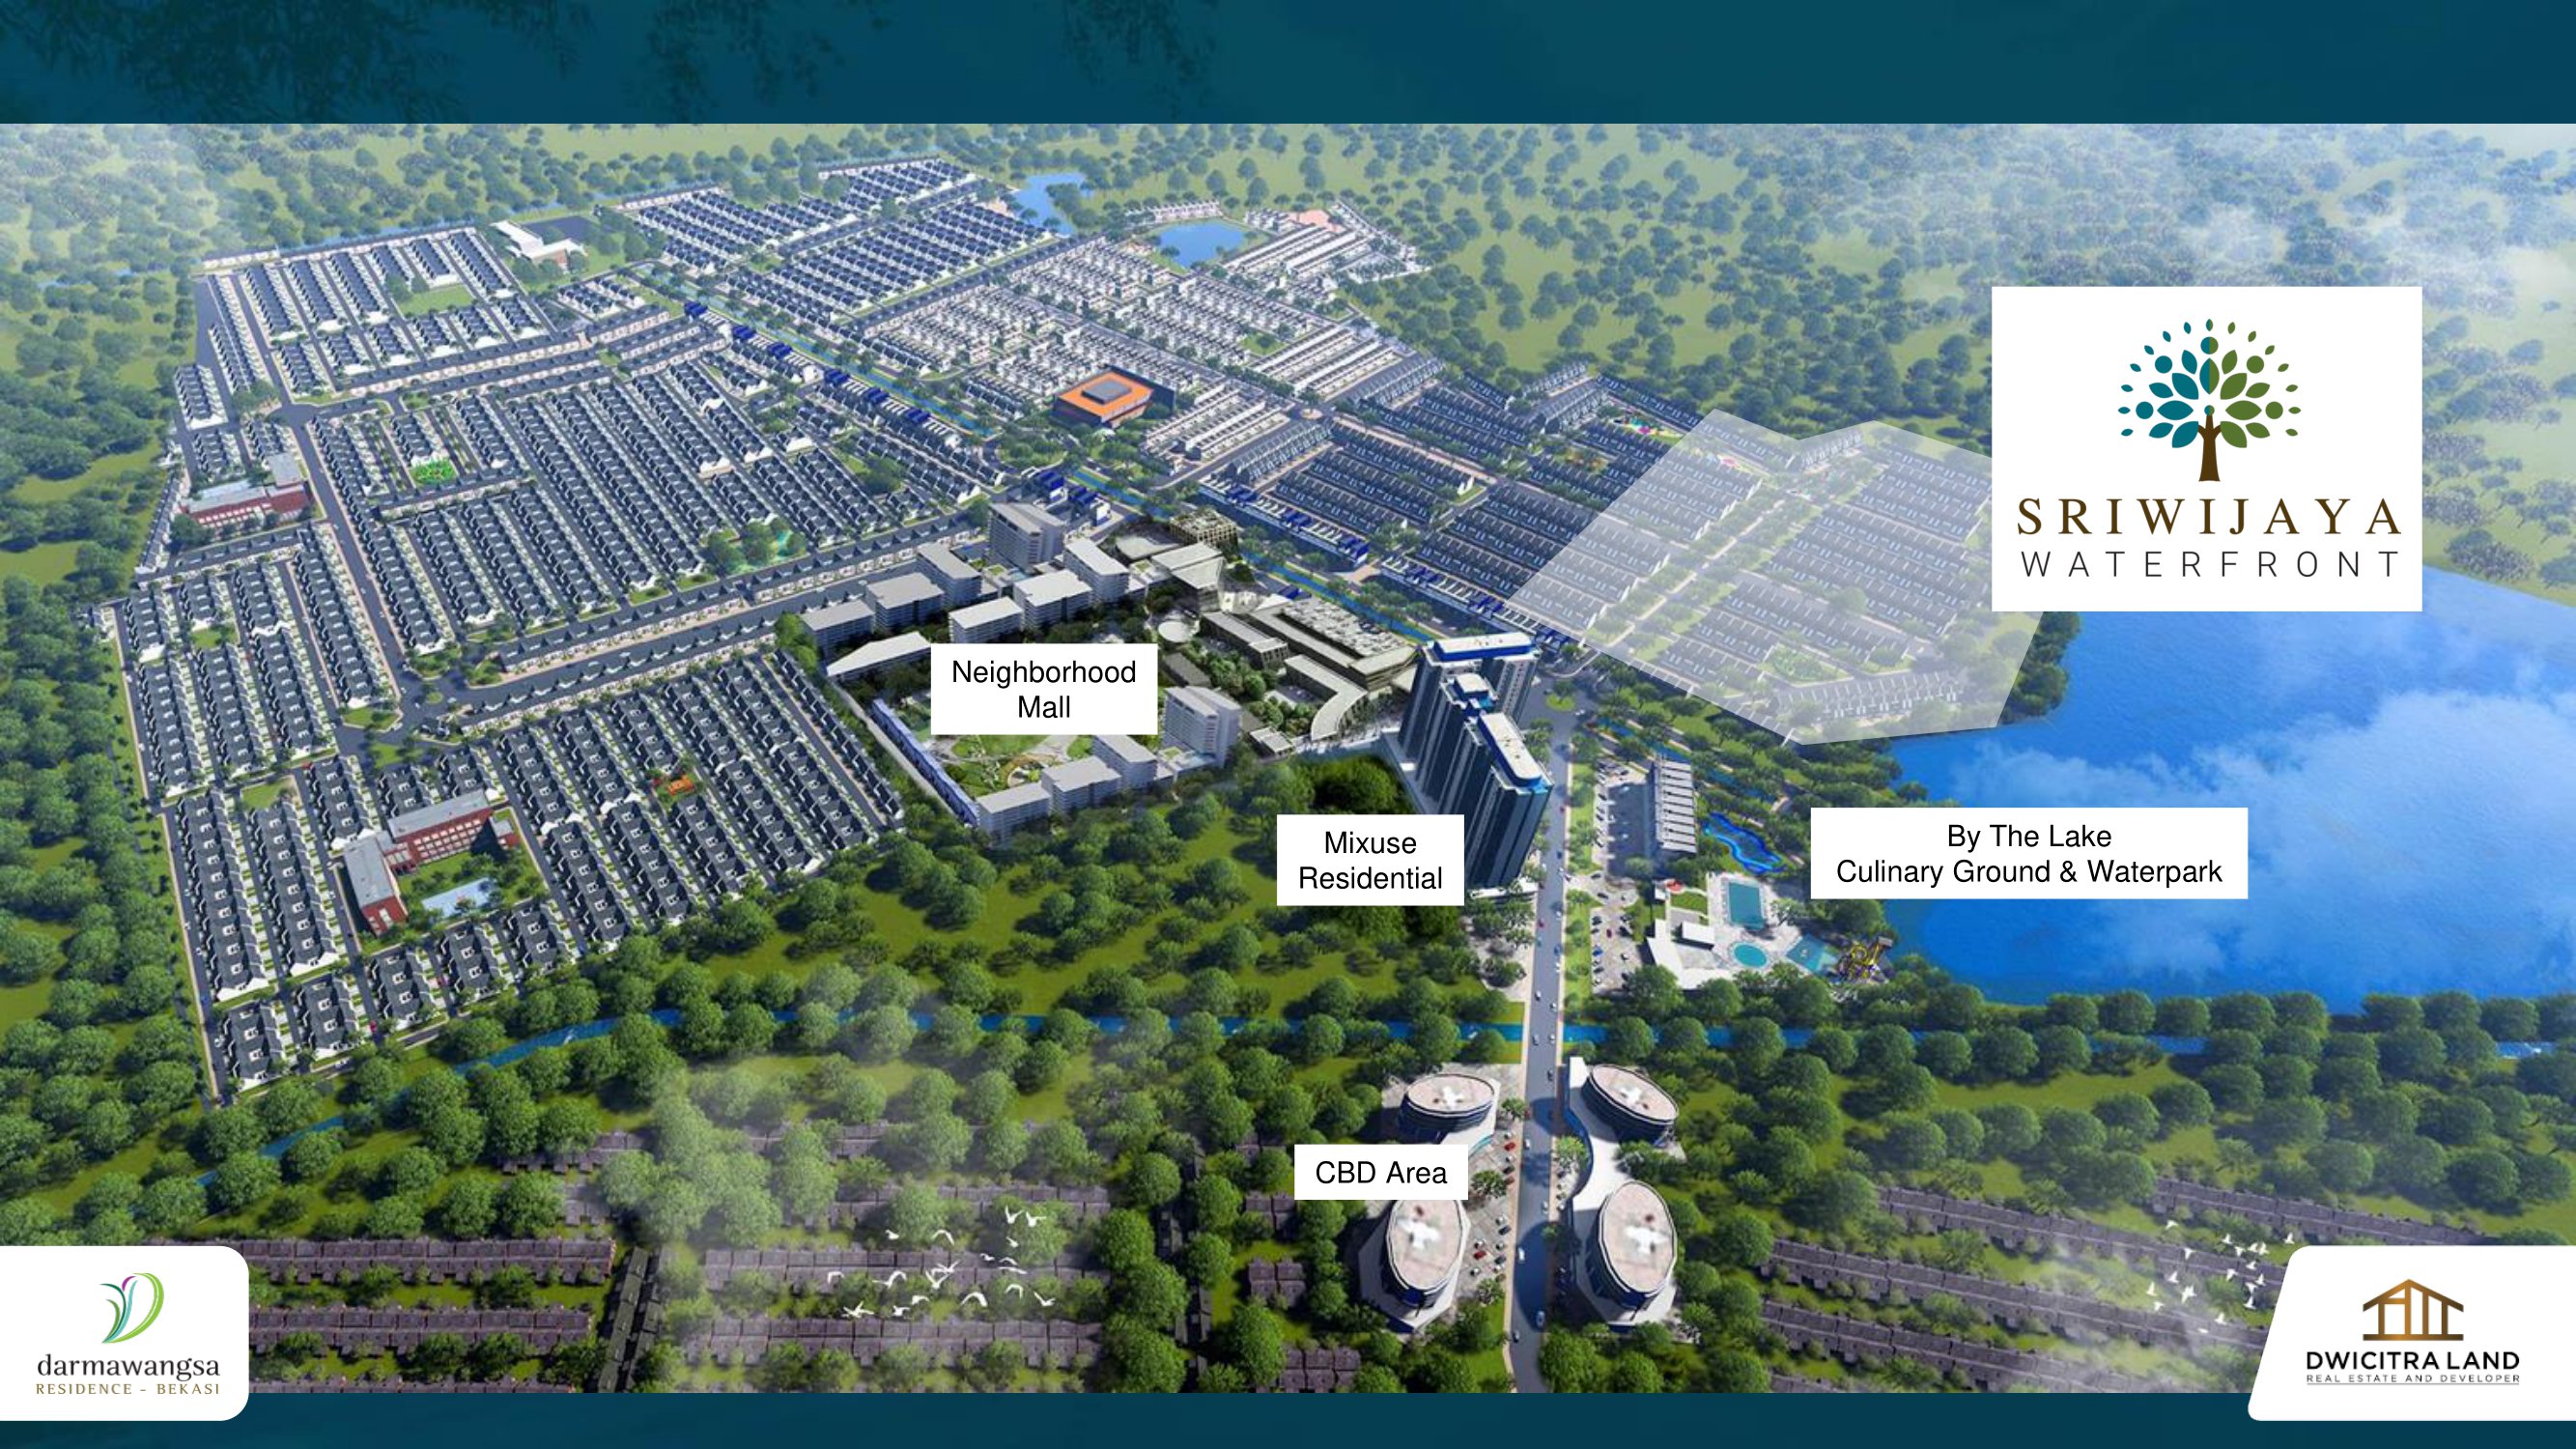 SRIWIJAYA
WATERFRONT
Neighborhood
Mall
Mixuse
Residential
By The Lake
Culinary Ground & Waterpark
CBD Area
darmawangsa
RESIDENCE - BEKASI
DWICITRA LAND
REAL ESTATE AND DEVELOPER